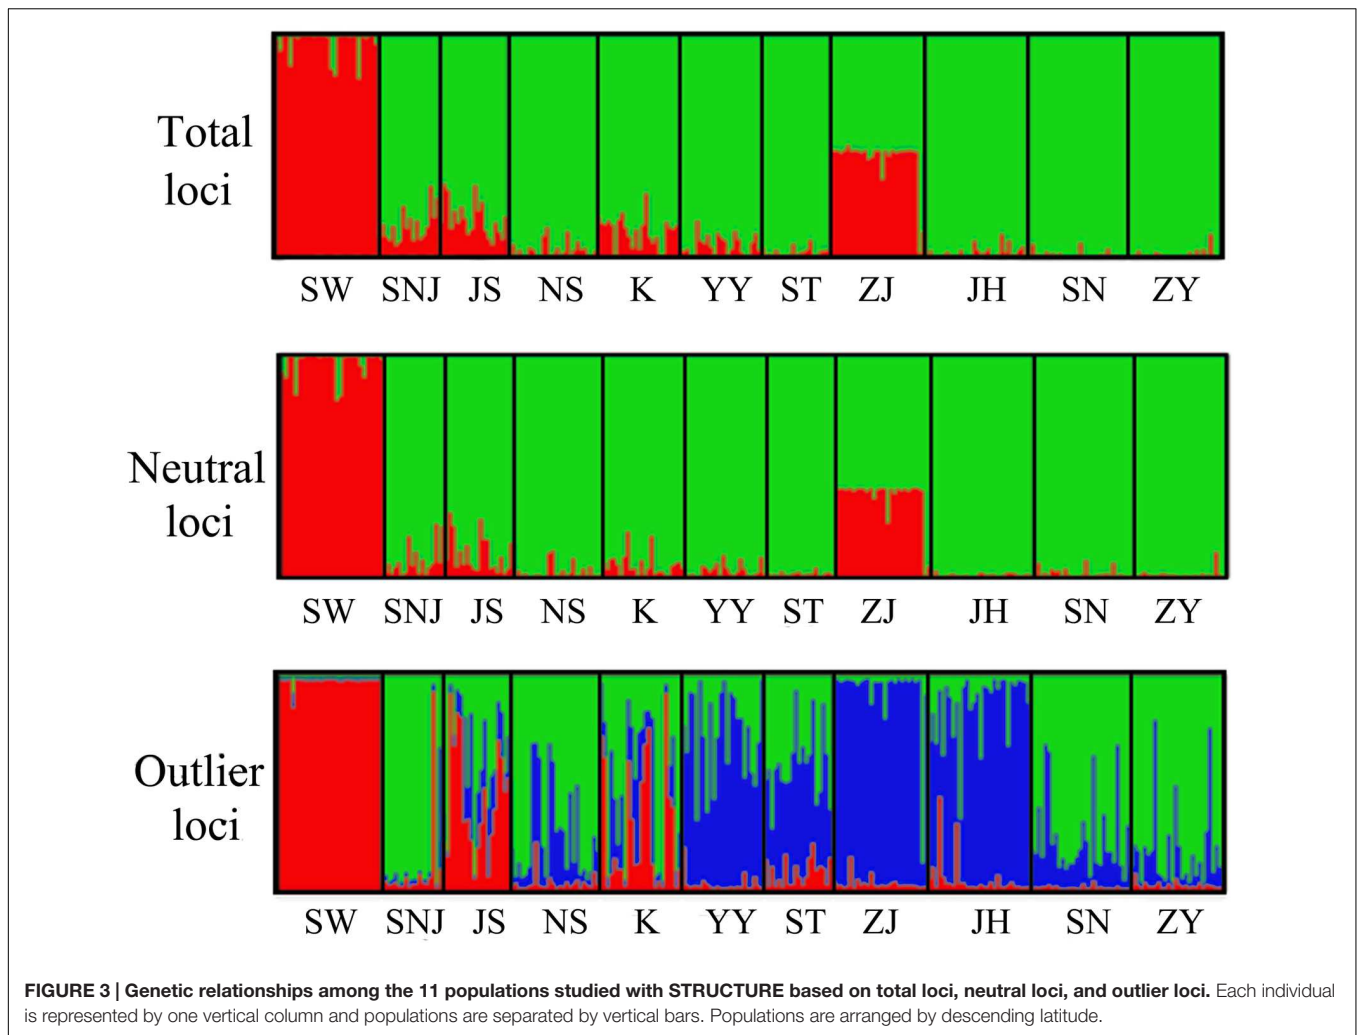 Total
loci
SW SNJ JS NS K YY ST ZJ JH SN ZY
Neutral
loci
SW SNJ JS NS K YY ST ZJ JH SN ZY
Outlier
loci
SW SNJ JS NS K YY ST ZJ JH SN ZY
FIGURE 3 | Genetic relationships among the 11 populations studied with STRUCTURE based on total loci, neutral loci, and outlier loci. Each individual
is represented by one vertical column and populations are separated by vertical bars. Populations are arranged by descending latitude.